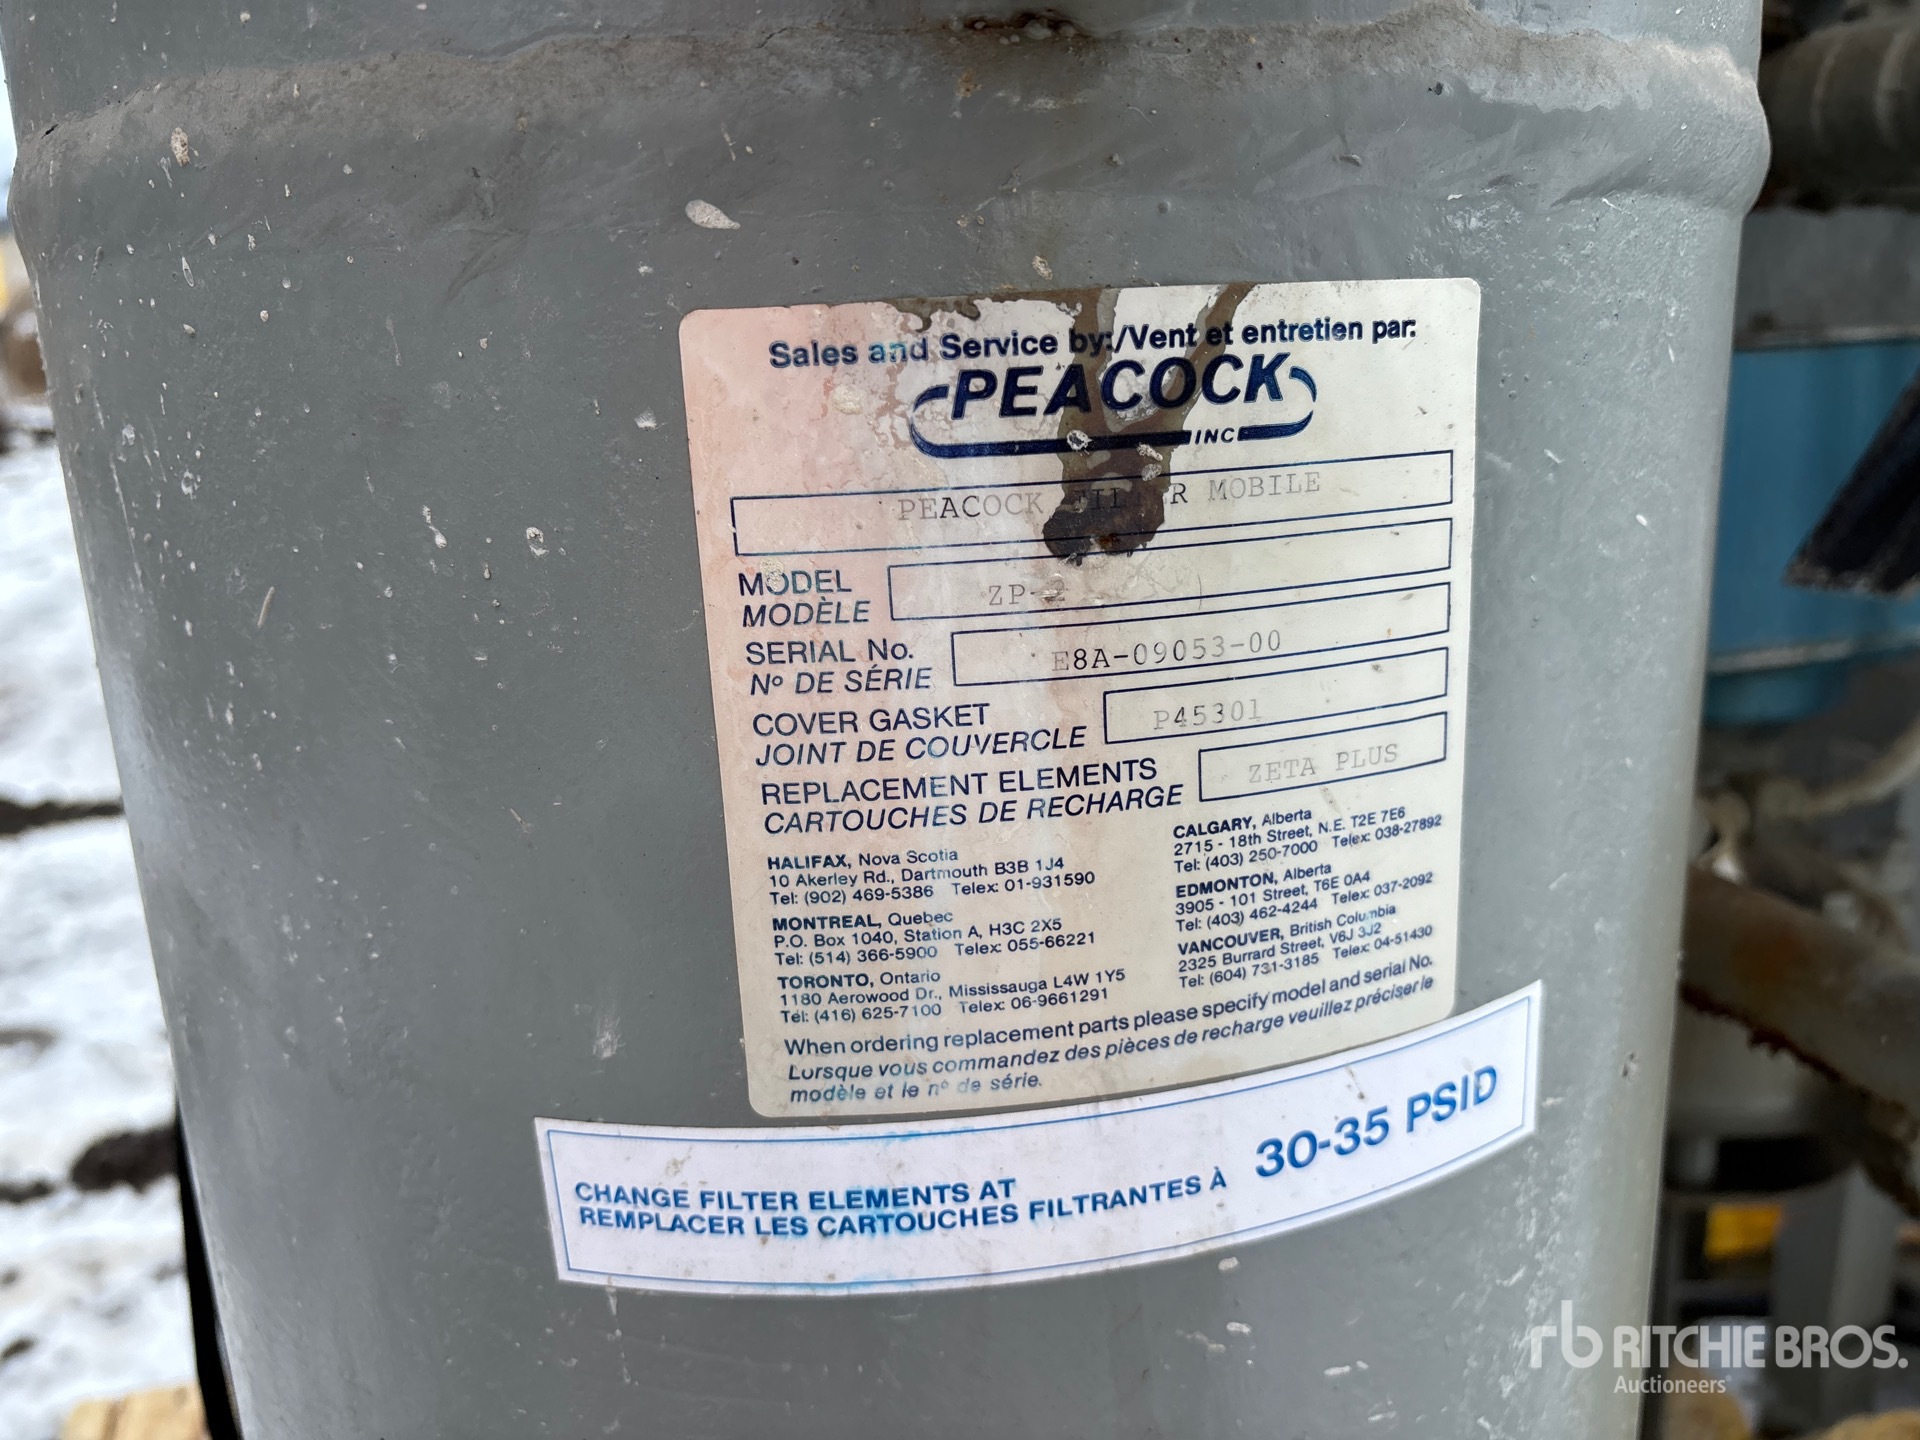 Sales and Service by:/Vent et entretien par:
PEACOCK
INC
PEACOCK FILTER MOBILE
MODEL
MODÈLE
ZP-2
SERIAL No.
Nº DE SÉRIE
E8A-09053-00
COVER GASKET
JOINT DE COUVERCLE
P45301
REPLACEMENT ELEMENTS
CARTOUCHES DE RECHARGE
ZETA PLUS
HALIFAX, Nova Scotia
10 Akerley Rd., Dartmouth B3B 1J4
Tel: (902) 469-5386 Telex: 01-931590
MONTREAL, Quebec
P.O. Box 1040, Station A, H3C 2X5
Tel: (514) 366-5900 Telex: 055-66221
TORONTO, Ontario
1180 Aerowood Dr., Mississauga L4W 1Y5
Tel: (416) 625-7100 Telex: 06-9661291
CALGARY, Alberta
2715 - 18th Street, N.E. T2E 7E6
Tel: (403) 250-7000 Telex: 038-27892
EDMONTON, Alberta
3905 - 101 Street, T6E 0A4
Tel: (403) 462-4244 Telex: 037-2092
VANCOUVER, British Columbia
2325 Burrard Street, V6J 3J2
Tel: (604) 731-3185 Telex: 04-51430
When ordering replacement parts please specify model and serial No.
Lorsque vous commandez des pièces de recharge veuillez préciser le
modèle et le nº de série.
CHANGE FILTER ELEMENTS AT
REMPLACER LES CARTOUCHES FILTRANTES À
30-35 PSID
rb RITCHIE BROS.
Auctioneers